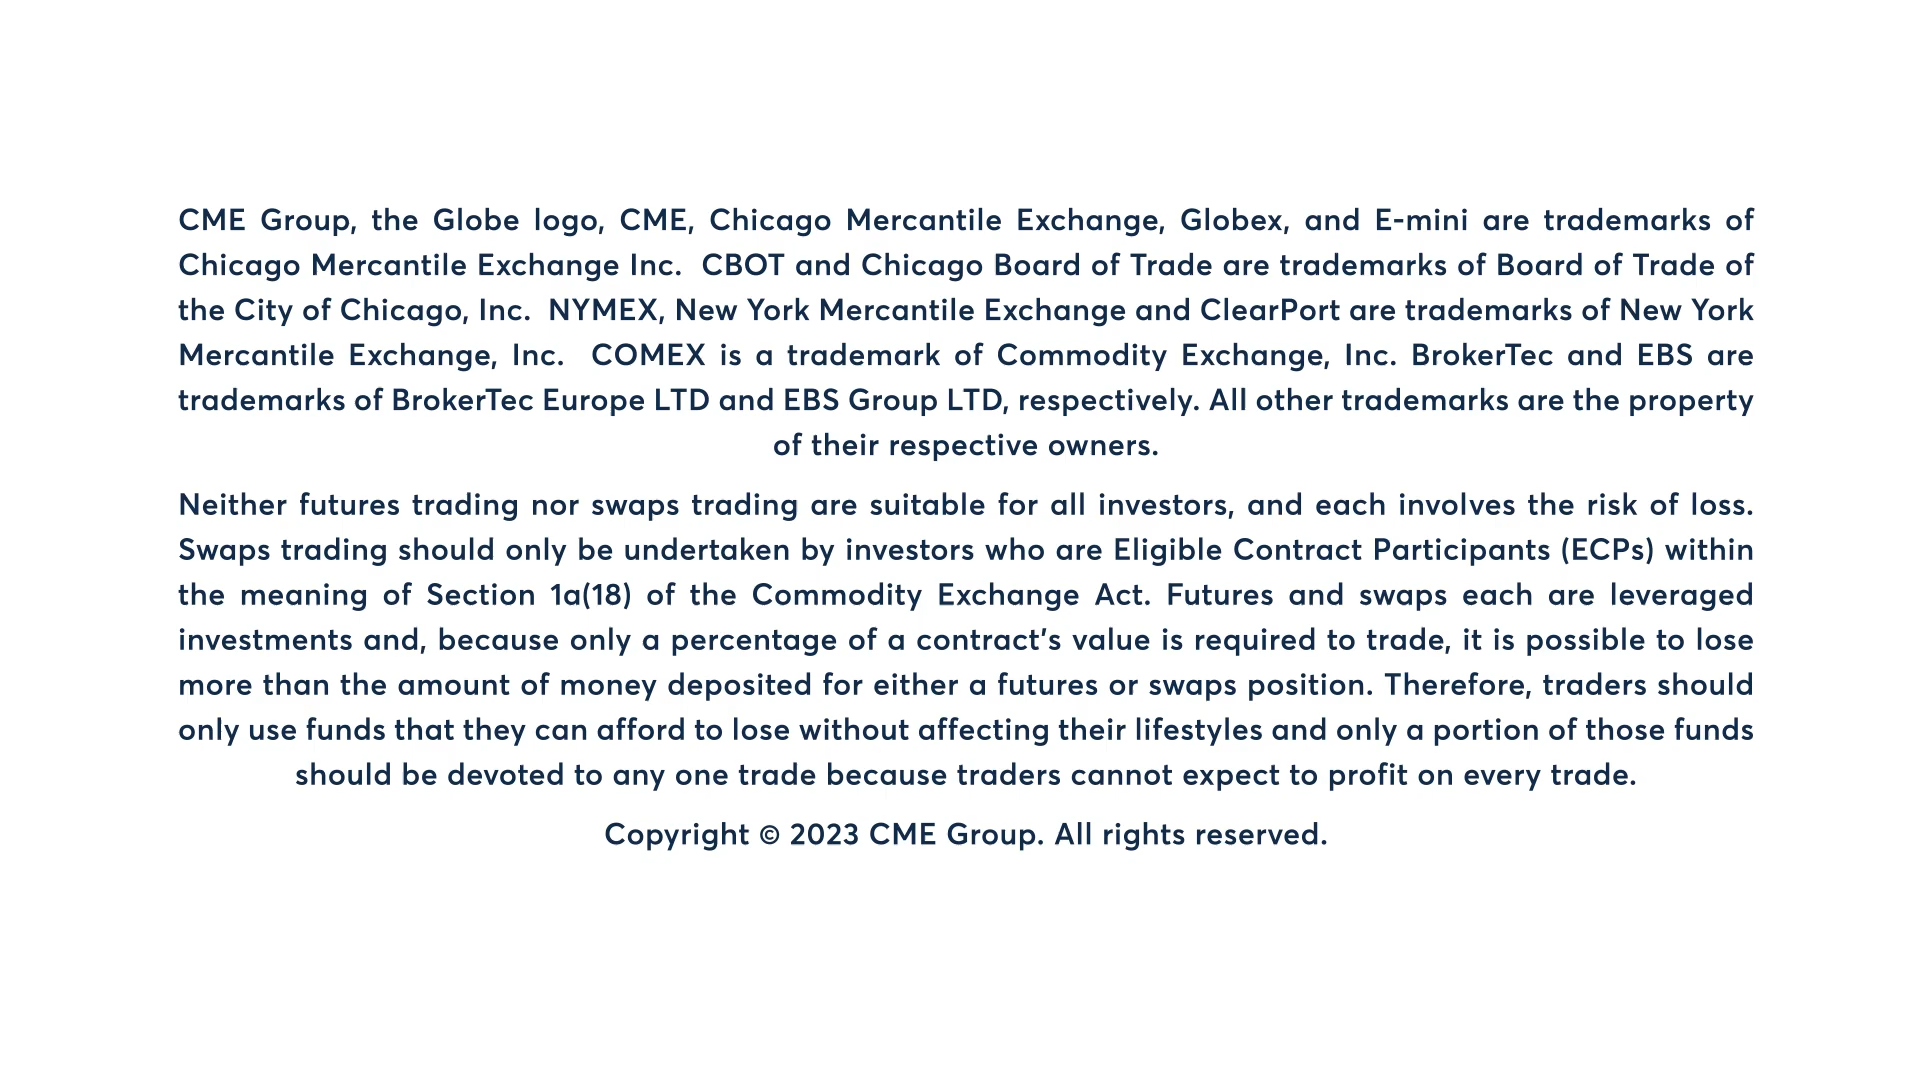 CME Group, the Globe logo, CME, Chicago Mercantile Exchange, Globex, and E-mini are trademarks of
Chicago Mercantile Exchange Inc.  CBOT and Chicago Board of Trade are trademarks of Board of Trade of
the City of Chicago, Inc.  NYMEX, New York Mercantile Exchange and ClearPort are trademarks of New York
Mercantile Exchange, Inc.  COMEX is a trademark of Commodity Exchange, Inc. BrokerTec and EBS are
trademarks of BrokerTec Europe LTD and EBS Group LTD, respectively. All other trademarks are the property
of their respective owners.
Neither futures trading nor swaps trading are suitable for all investors, and each involves the risk of loss.
Swaps trading should only be undertaken by investors who are Eligible Contract Participants (ECPs) within
the meaning of Section 1a(18) of the Commodity Exchange Act. Futures and swaps each are leveraged
investments and, because only a percentage of a contract’s value is required to trade, it is possible to lose
more than the amount of money deposited for either a futures or swaps position. Therefore, traders should
only use funds that they can afford to lose without affecting their lifestyles and only a portion of those funds
should be devoted to any one trade because traders cannot expect to profit on every trade.
Copyright © 2023 CME Group. All rights reserved.